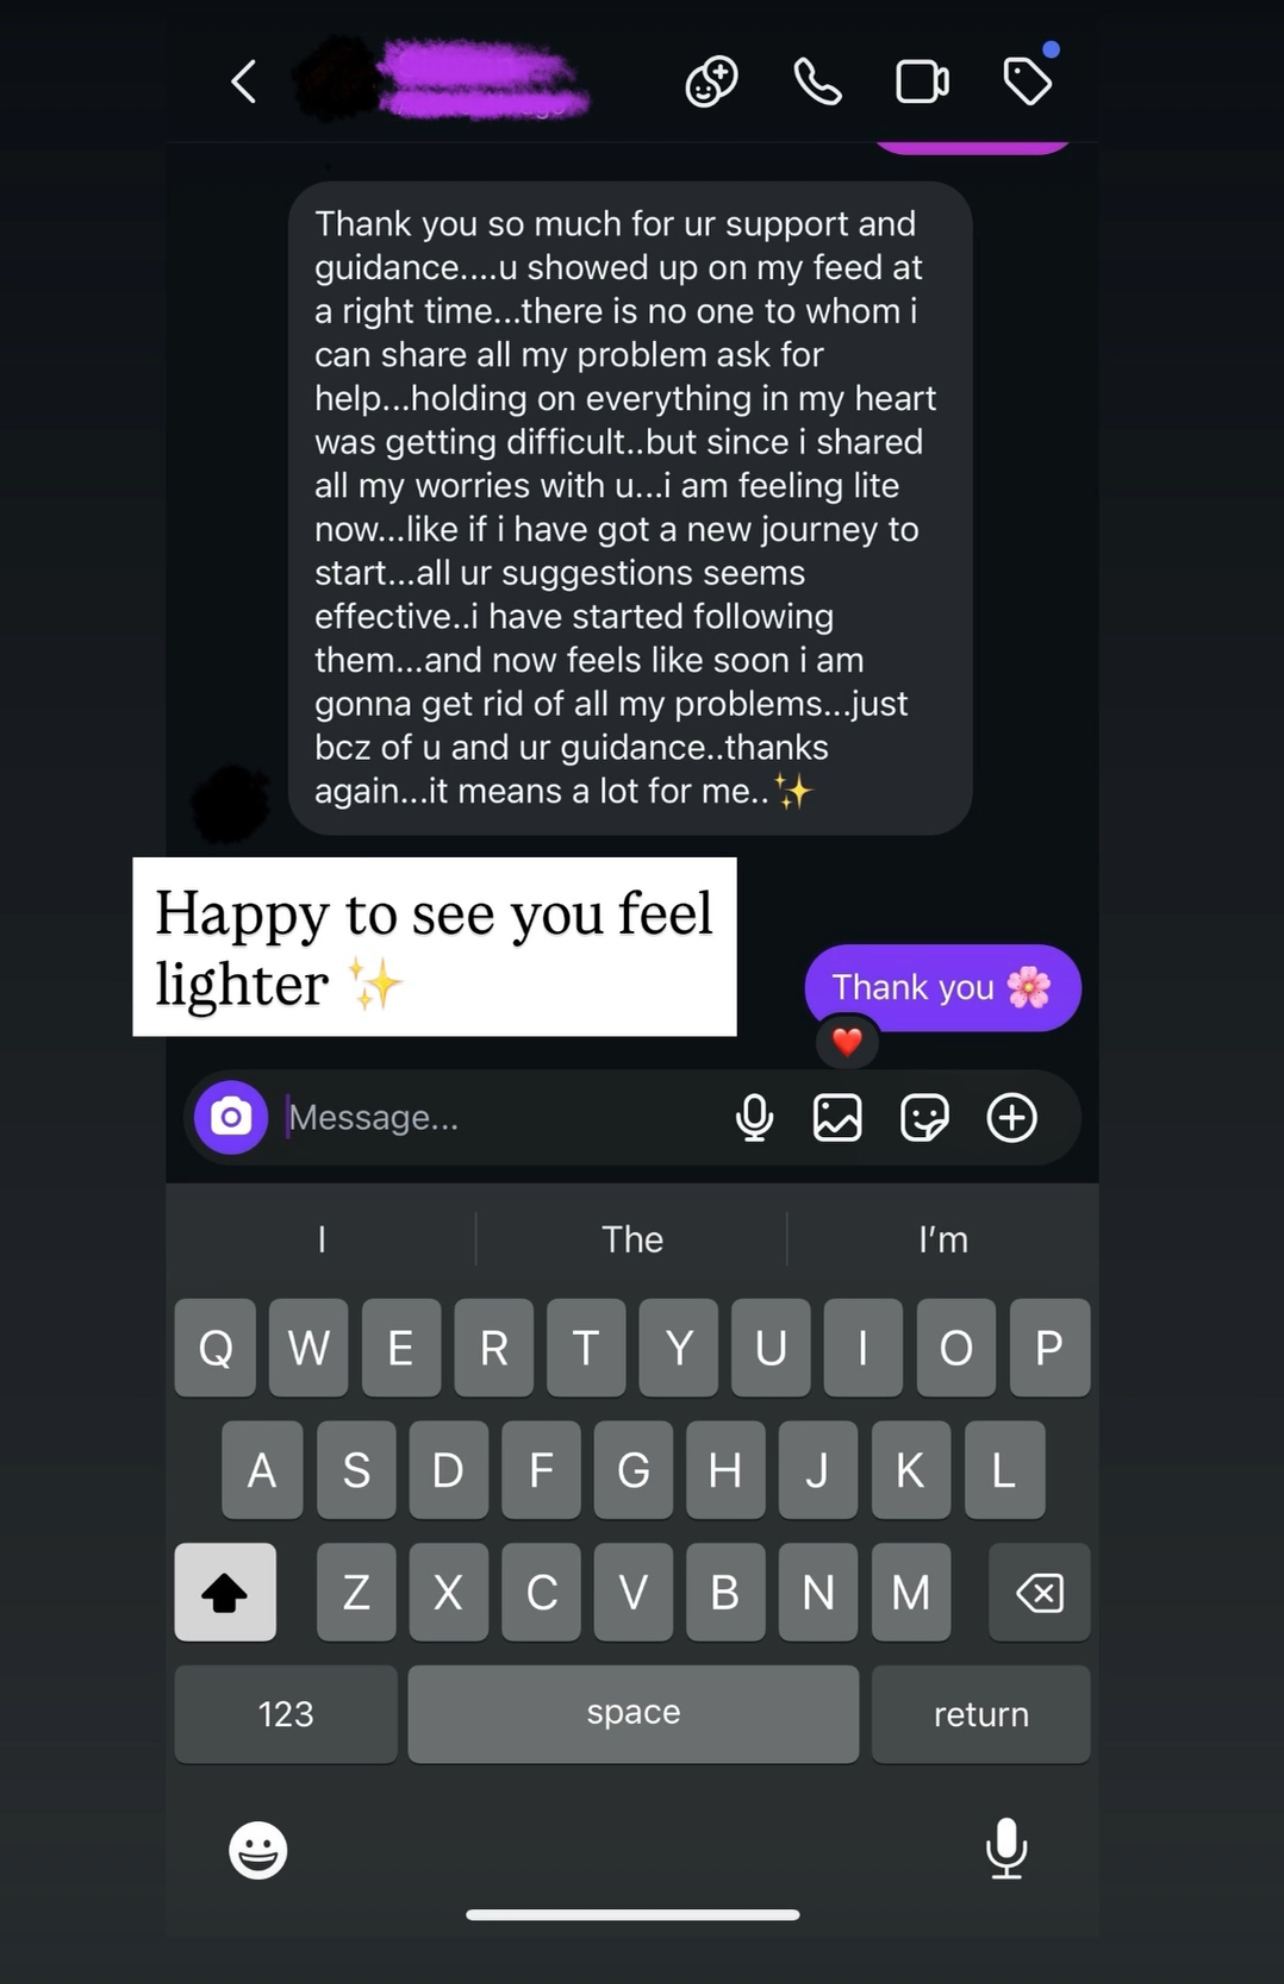 Thank you so much for ur support and
guidance....u showed up on my feed at
a right time...there is no one to whom i
can share all my problem ask for
help...holding on everything in my heart
was getting difficult..but since i shared
all my worries with u...i am feeling lite
now...like if i have got a new journey to
start...all ur suggestions seems
effective..i have started following
them...and now feels like soon i am
gonna get rid of all my problems...just
bcz of u and ur guidance..thanks
again...it means a lot for me..✨
Happy to see you feel
lighter ✨
Thank you 🌸
❤️
Message...
I The I'm
Q W E R T Y U I O P
A S D F G H J K L
Z X C V B N M
123 space return